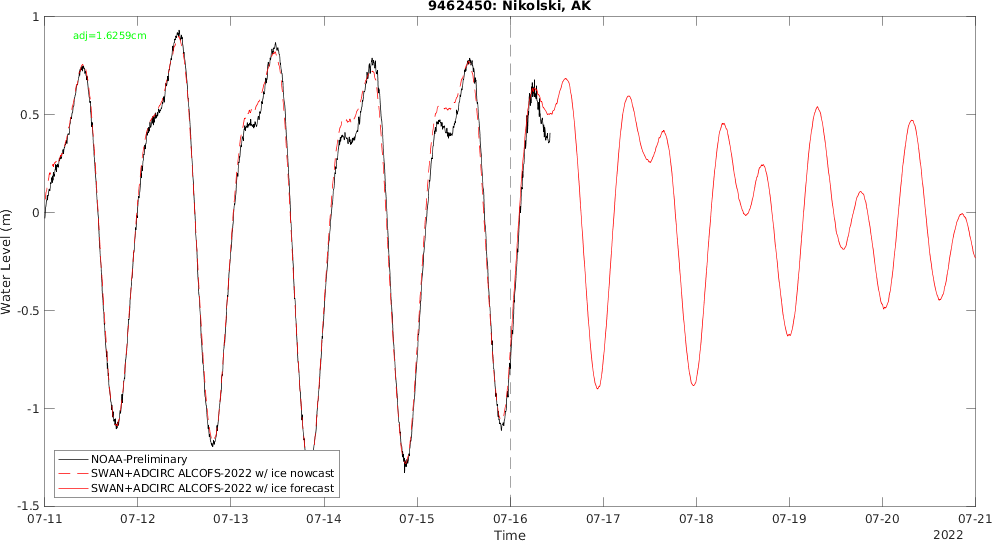 9462450: Nikolski, AK
adj=1.6259cm
1
0.5
0
-0.5
-1
-1.5
Water Level (m)
NOAA-Preliminary
SWAN+ADCIRC ALCOFS-2022 w/ ice nowcast
SWAN+ADCIRC ALCOFS-2022 w/ ice forecast
07-11 07-12 07-13 07-14 07-15 07-16 07-17 07-18 07-19 07-20 07-21
Time
2022